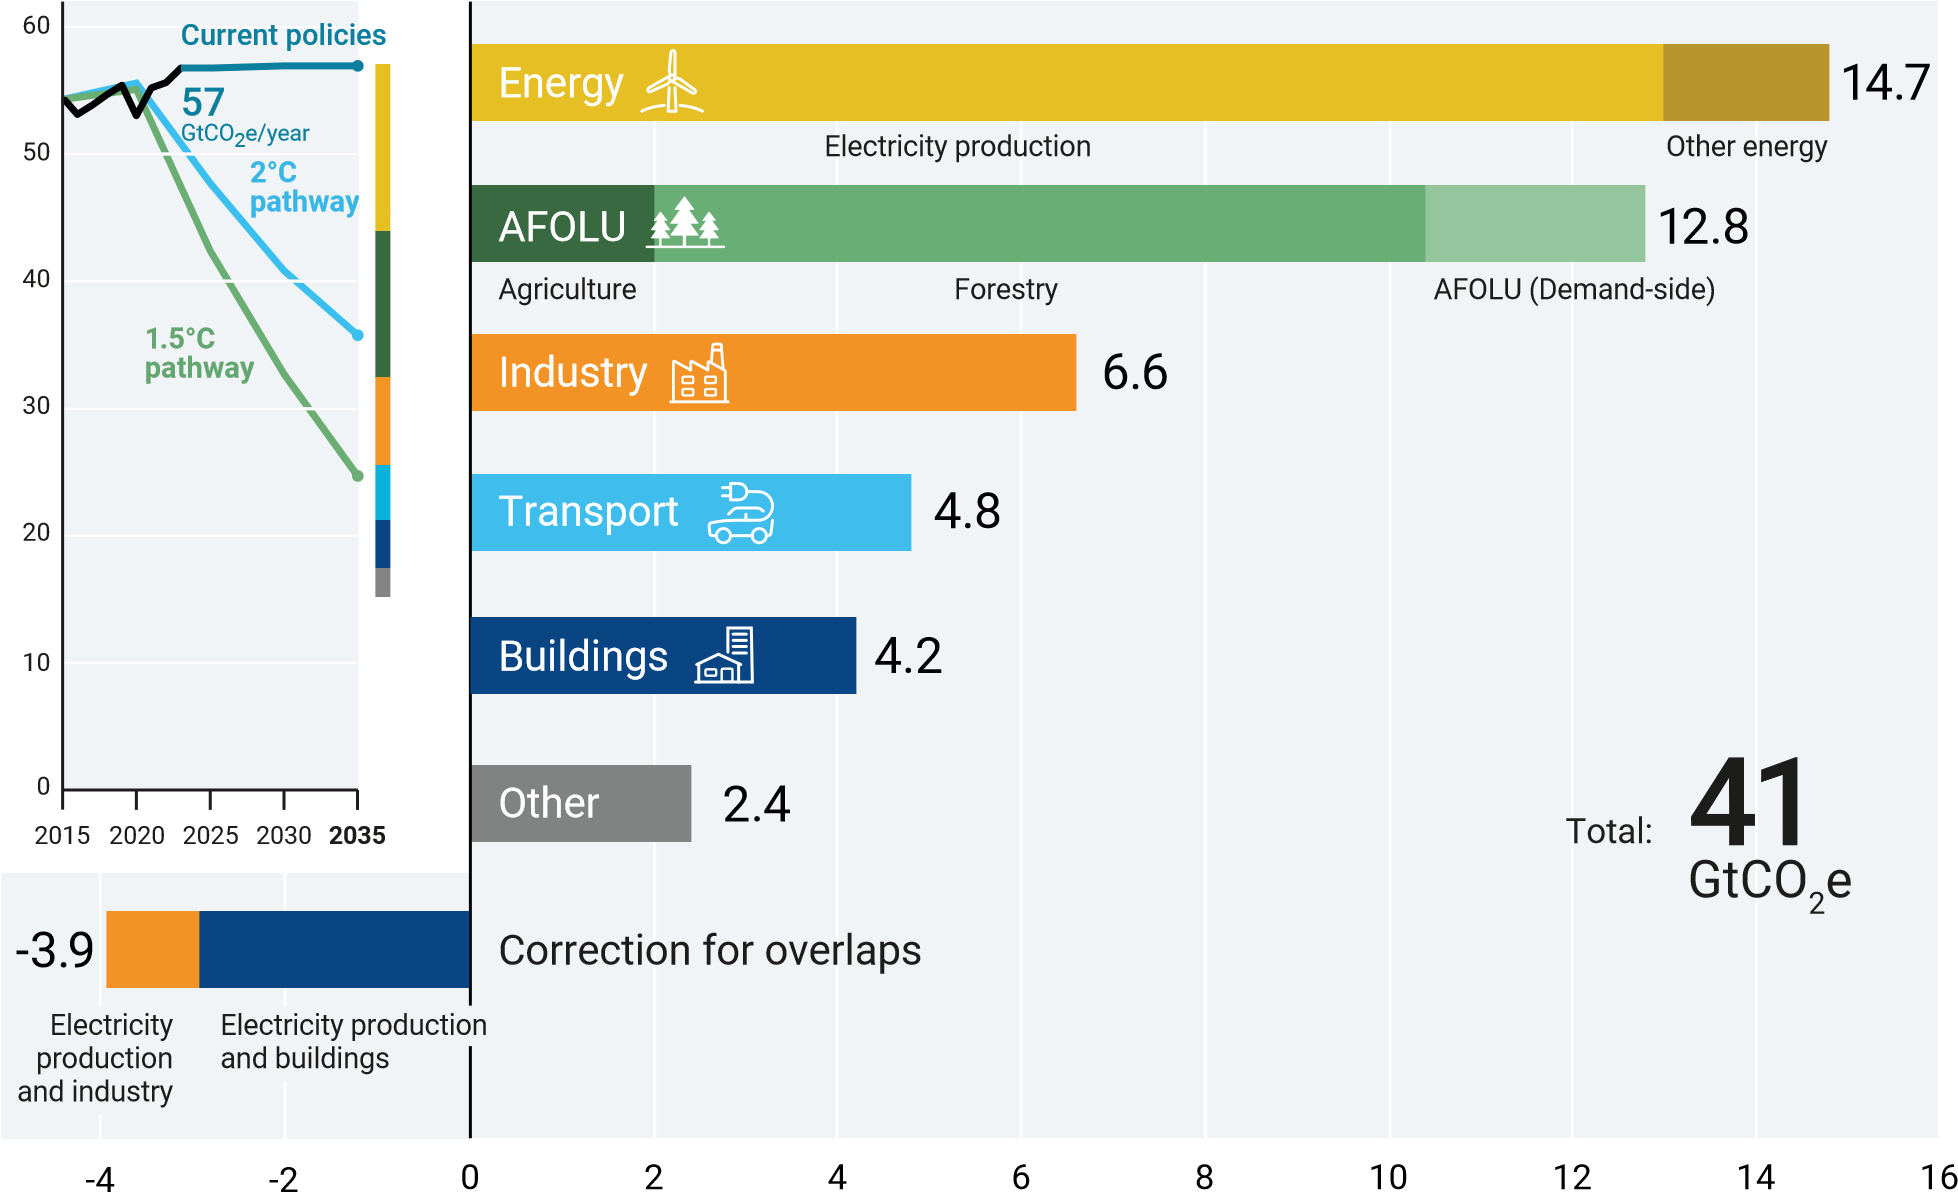 60
50
40
30
20
10
0
2015 2020 2025 2030 2035
Current policies
57
GtCO₂e/year
2°C
pathway
1.5°C
pathway
Energy
14.7
Electricity production
Other energy
AFOLU
12.8
Agriculture
Forestry
AFOLU (Demand-side)
Industry
6.6
Transport
4.8
Buildings
4.2
Other
2.4
Total: 41
GtCO₂e
-3.9
Correction for overlaps
Electricity
production
and industry
Electricity production
and buildings
-4 -2 0 2 4 6 8 10 12 14 16